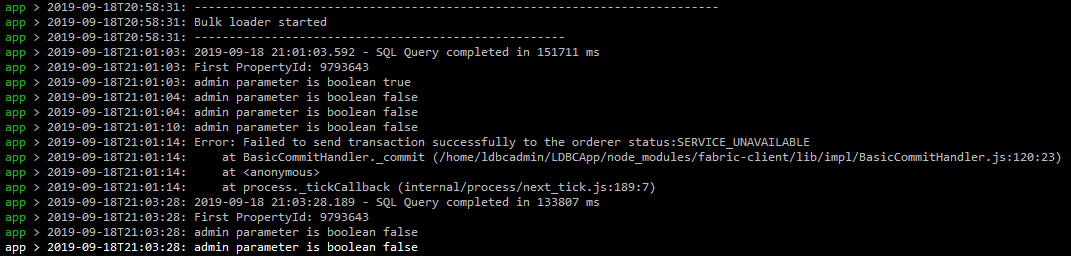 app > 2019-09-18T20:58:31: ---------------------------------------------------------------------------
app > 2019-09-18T20:58:31: Bulk loader started
app > 2019-09-18T20:58:31: -----------------------------------------------------
app > 2019-09-18T21:01:03: 2019-09-18 21:01:03.592 - SQL Query completed in 151711 ms
app > 2019-09-18T21:01:03: First PropertyId: 9793643
app > 2019-09-18T21:01:03: admin parameter is boolean true
app > 2019-09-18T21:01:04: admin parameter is boolean false
app > 2019-09-18T21:01:04: admin parameter is boolean false
app > 2019-09-18T21:01:10: admin parameter is boolean false
app > 2019-09-18T21:01:14: Error: Failed to send transaction successfully to the orderer status:SERVICE_UNAVAILABLE
app > 2019-09-18T21:01:14:     at BasicCommitHandler._commit (/home/ldbcadmin/LDBCApp/node_modules/fabric-client/lib/impl/BasicCommitHandler.js:120:23)
app > 2019-09-18T21:01:14:     at <anonymous>
app > 2019-09-18T21:01:14:     at process._tickCallback (internal/process/next_tick.js:189:7)
app > 2019-09-18T21:03:28: 2019-09-18 21:03:28.189 - SQL Query completed in 133807 ms
app > 2019-09-18T21:03:28: First PropertyId: 9793643
app > 2019-09-18T21:03:28: admin parameter is boolean false
app > 2019-09-18T21:03:28: admin parameter is boolean false